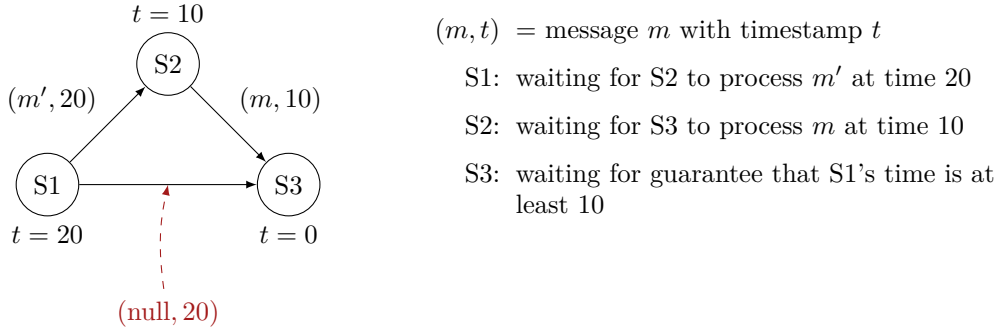 t = 10
S2
(m′, 20)
(m, 10)
S1
S3
t = 20
t = 0
(null, 20)
(m, t) = message m with timestamp t
S1: waiting for S2 to process m′ at time 20
S2: waiting for S3 to process m at time 10
S3: waiting for guarantee that S1's time is at
least 10